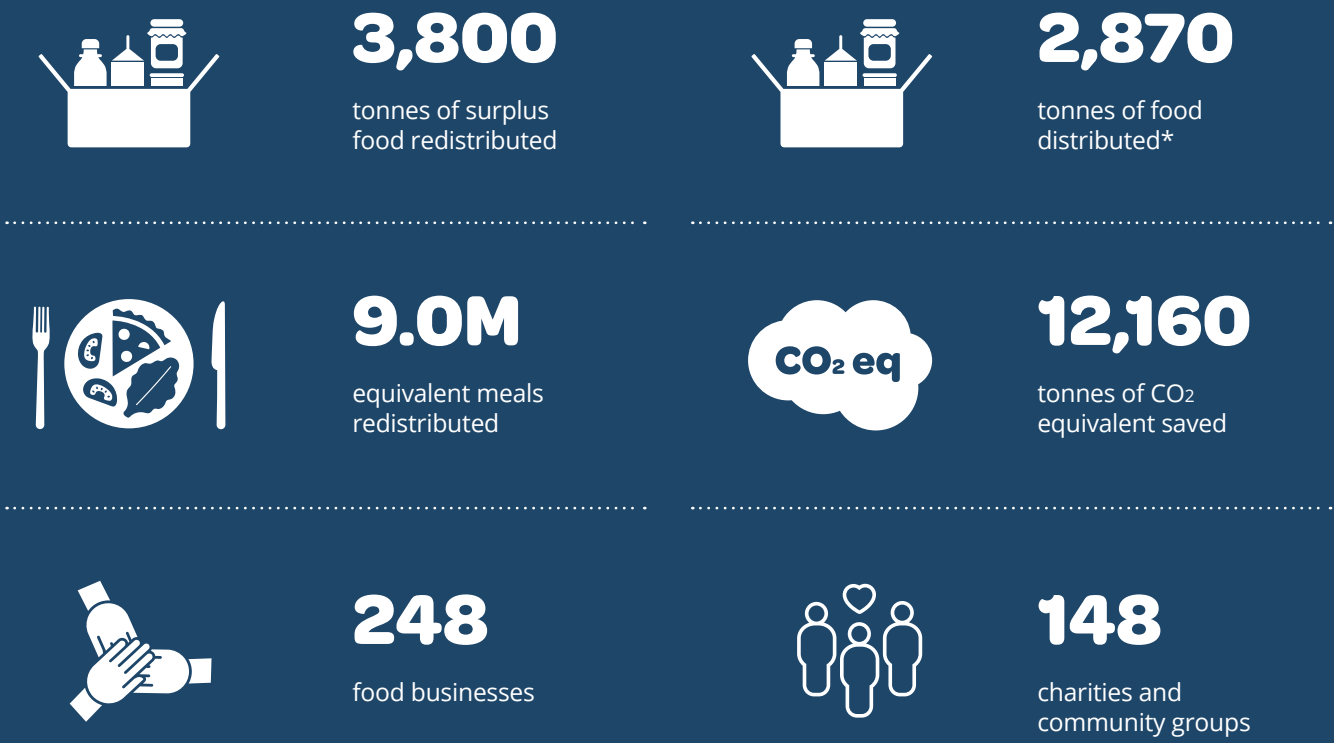 3,800
tonnes of surplus
food redistributed
2,870
tonnes of food
distributed*
9.0M
equivalent meals
redistributed
CO₂ eq
12,160
tonnes of CO₂
equivalent saved
248
food businesses
148
charities and
community groups